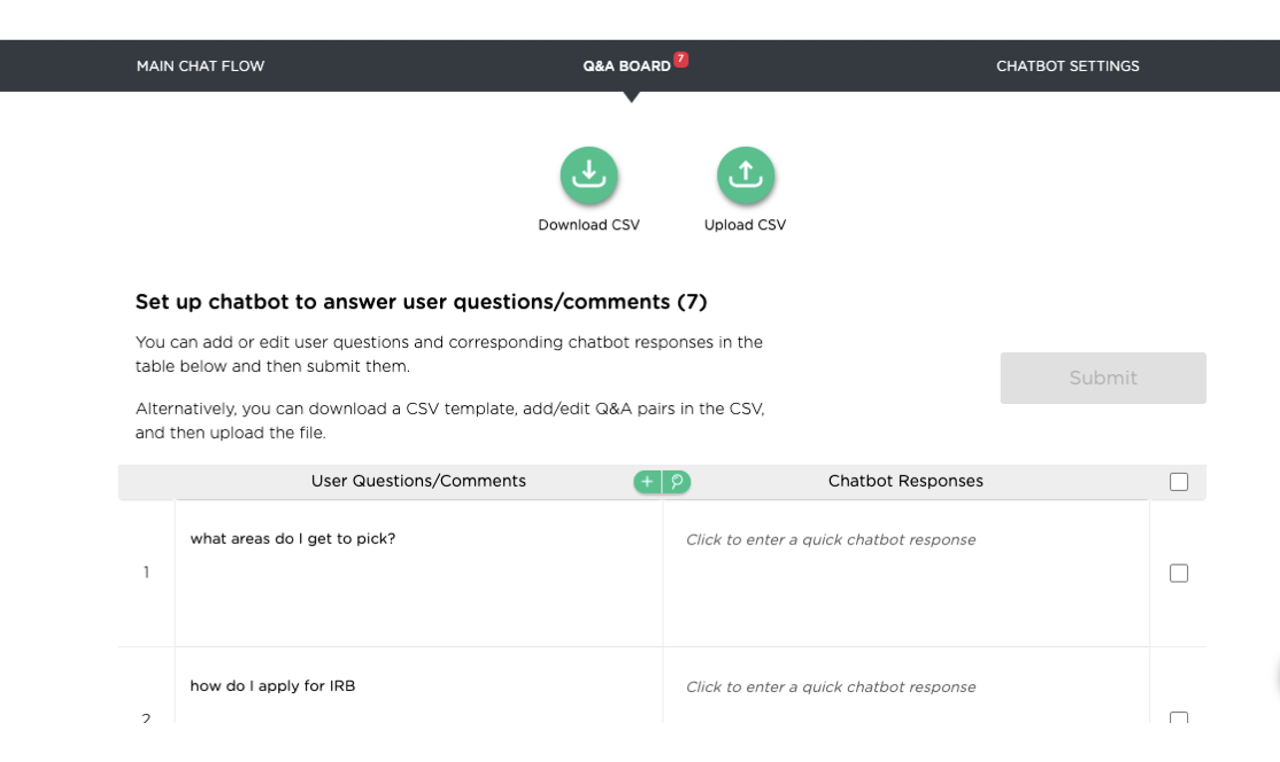 MAIN CHAT FLOW
Q&A BOARD 7
CHATBOT SETTINGS
Download CSV
Upload CSV
Set up chatbot to answer user questions/comments (7)
You can add or edit user questions and corresponding chatbot responses in the
table below and then submit them.
Submit
Alternatively, you can download a CSV template, add/edit Q&A pairs in the CSV,
and then upload the file.
User Questions/Comments
Chatbot Responses
what areas do I get to pick?
Click to enter a quick chatbot response
1
how do I apply for IRB
Click to enter a quick chatbot response
2